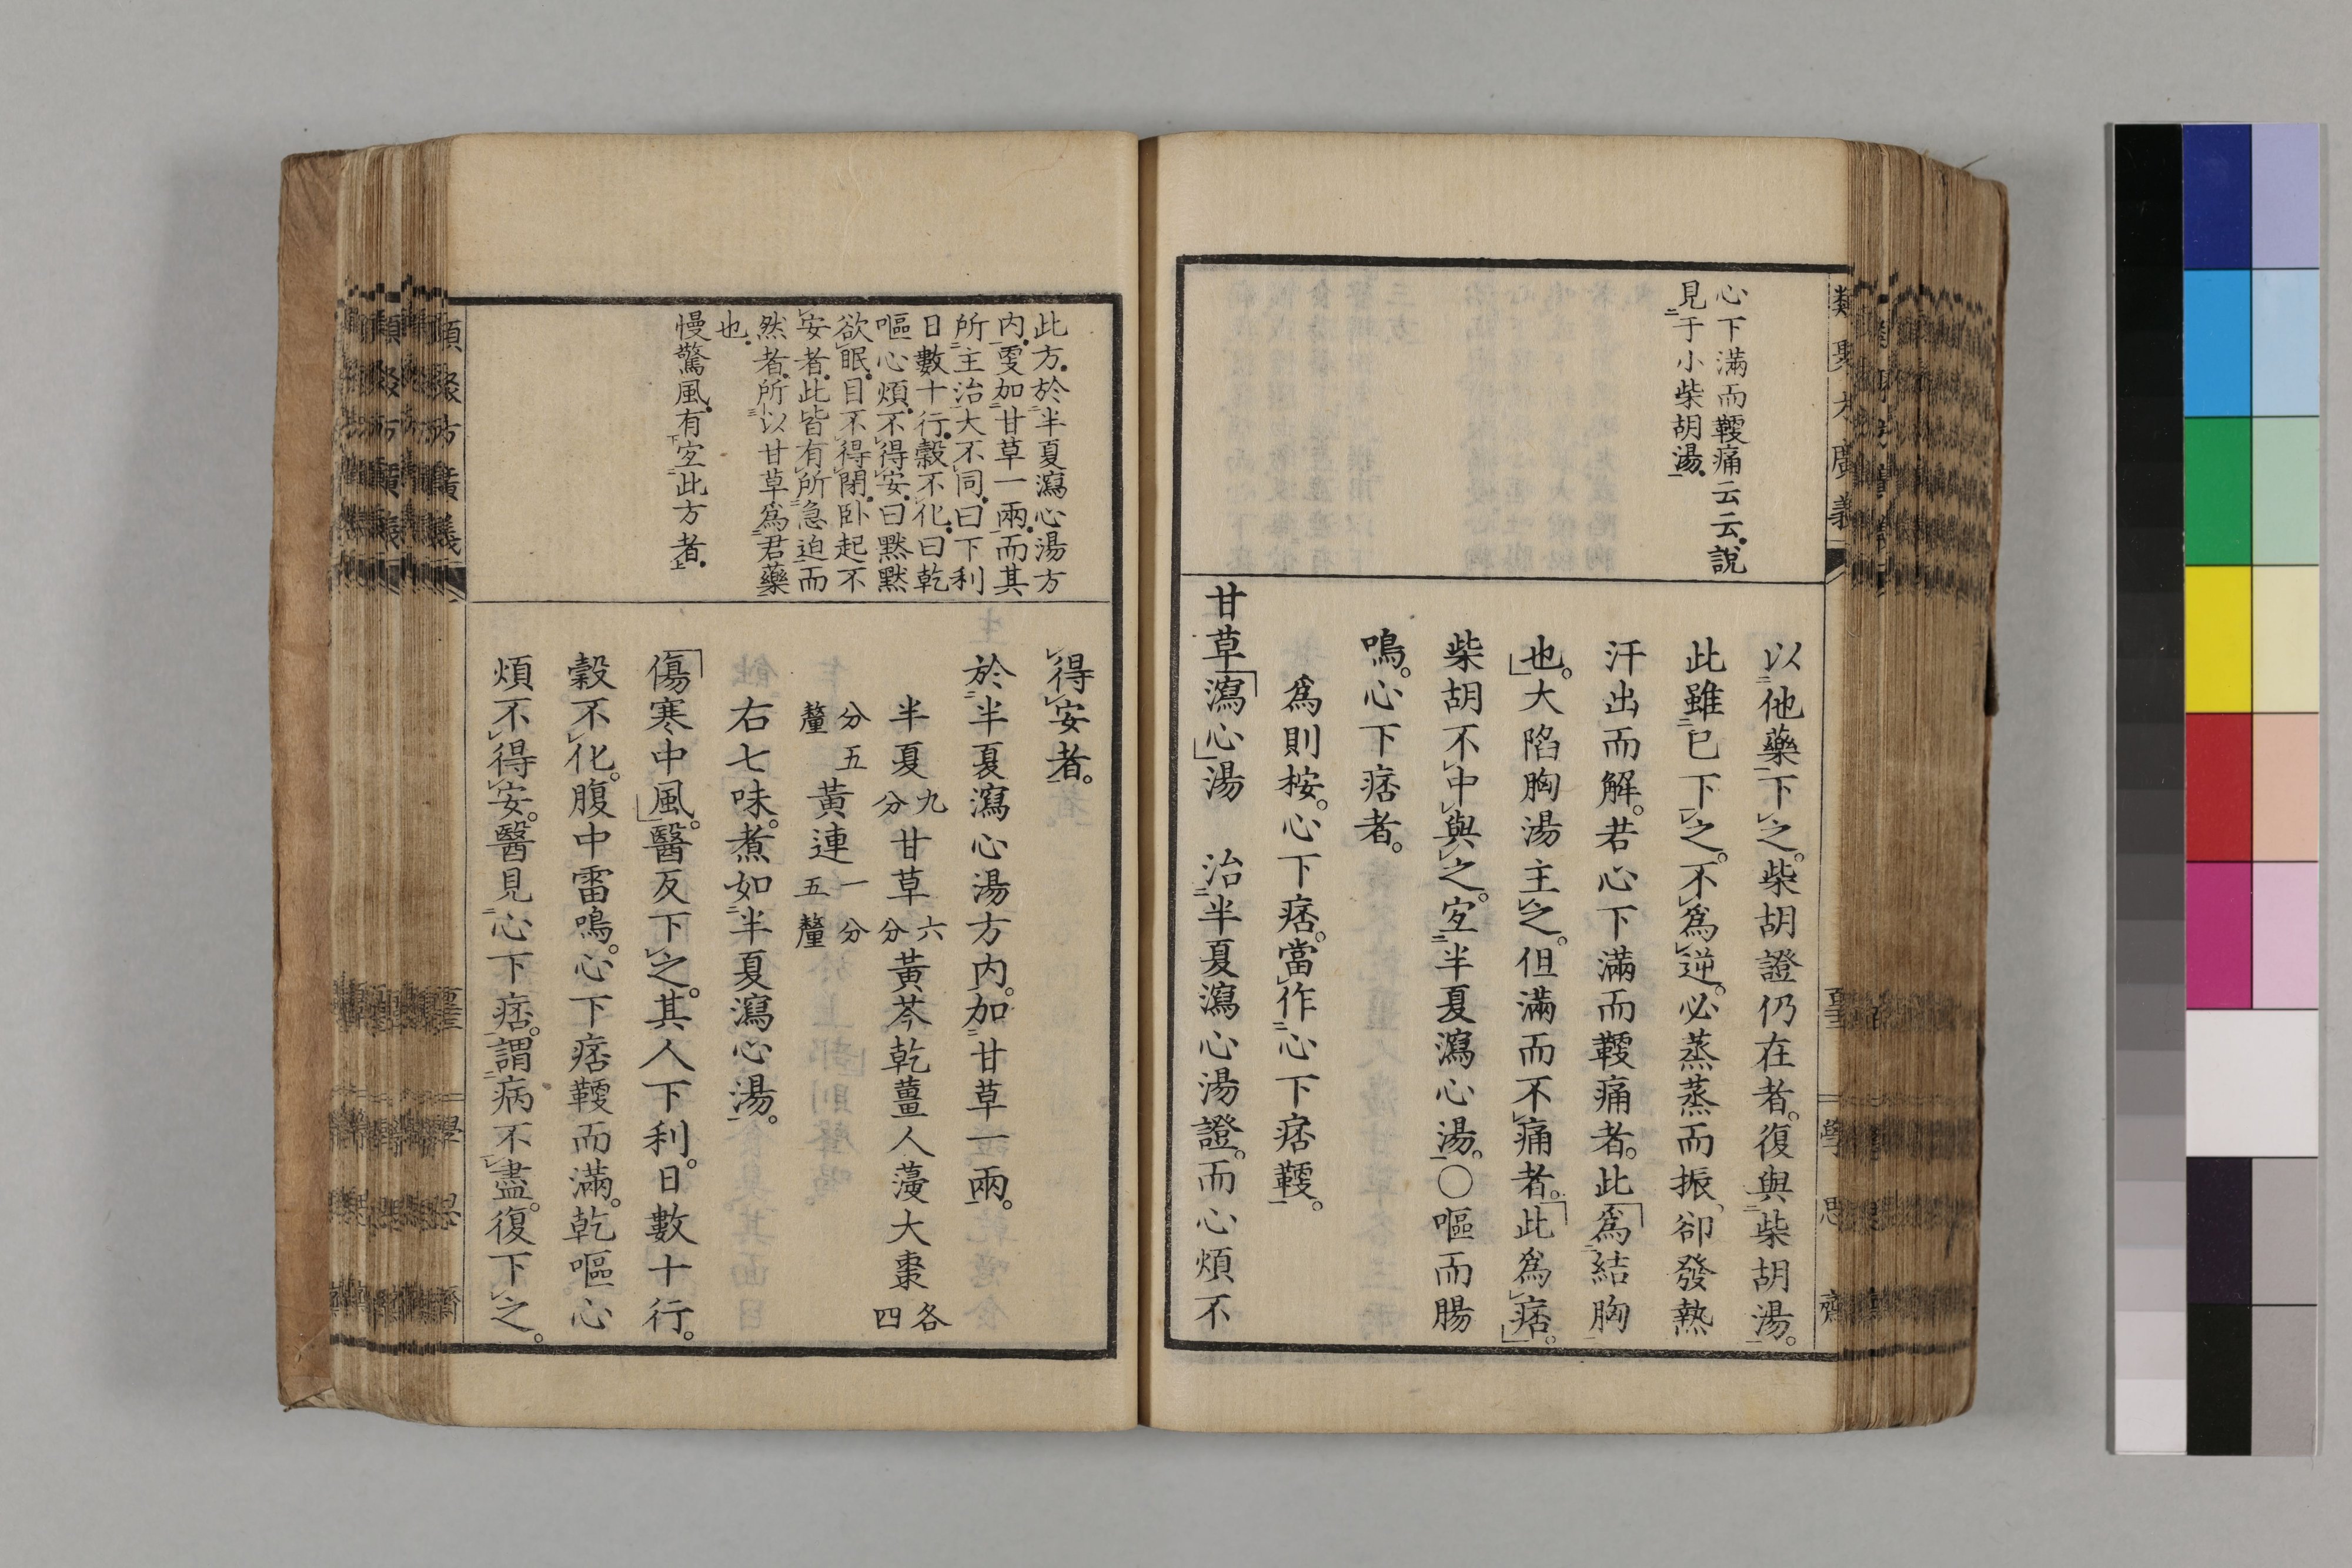 心下滿而鞕痛云云說
見于小柴胡湯
以他藥下之。柴胡證仍在者。復與柴胡湯。
此雖已下之。不爲逆。必蒸蒸而振、卻發熱
汗出而解。若心下滿而鞕痛者。此「爲結胸
也。」大陷胸湯主之。但滿而不痛者。「此爲痞。」
柴胡不中與之。宐半夏瀉心湯。○嘔而腸
鳴。心下痞者。
爲則按。心下痞。當作心下痞鞕。
甘草「瀉心」湯 治半夏瀉心湯證。而心煩不
此方。於半夏瀉心湯方
內。更加甘草一兩。而其
所主治大不同。曰下利
日數十行。穀不化。曰乾
嘔心煩。不得安。曰默默
欲眠。目不得閉。卧起不
安者。此皆有所急迫而
然者。所以甘草爲君藥
也。
慢驚風。有宐此方者。
得安者。
於半夏瀉心湯方內。加甘草一兩。
半夏九分甘草六分黃芩乾薑人薓大棗各四
分五釐黃連一分五釐
右七味。煮如半夏瀉心湯。
「傷寒中風。」醫反下之。其人下利。日數十行。
穀不化。腹中雷鳴。心下痞鞕而滿。乾嘔心
煩不得安。醫見心下痞。謂病不盡。復下之。